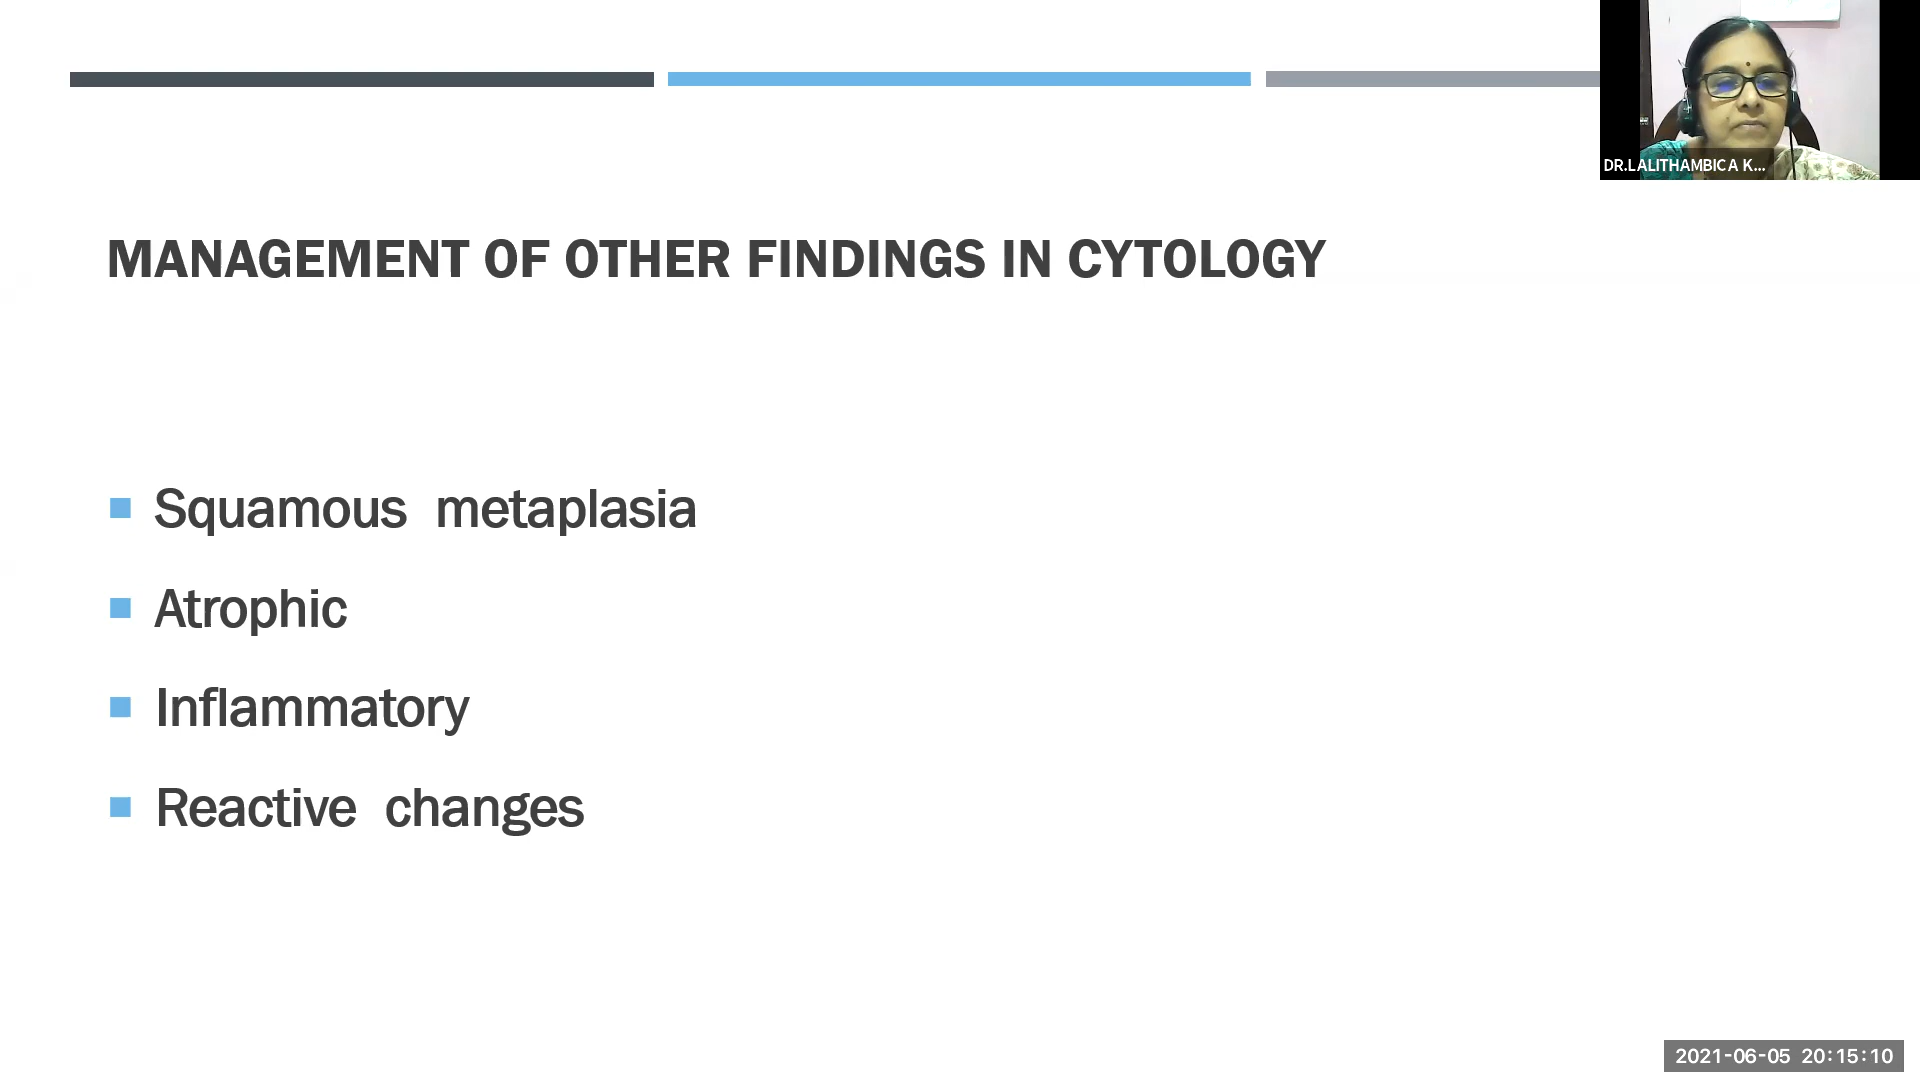 DR.LALITHAMBICA K...
MANAGEMENT OF OTHER FINDINGS IN CYTOLOGY
Squamous metaplasia
Atrophic
Inflammatory
Reactive changes
2021-06-05 20:15:10